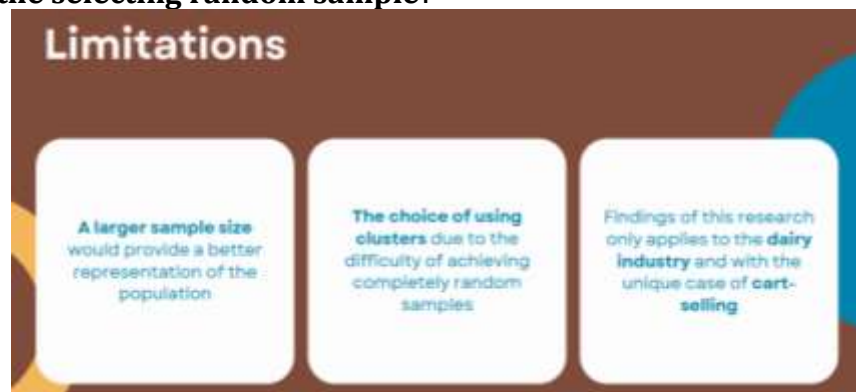 the selecting random sample?
Limitations
A larger sample size
would provide a better
representation of the
population
The choice of using
clusters due to the
difficulty of achieving
completely random
samples
Findings of this research
only applies to the dairy
industry and with the
unique case of cart-
selling